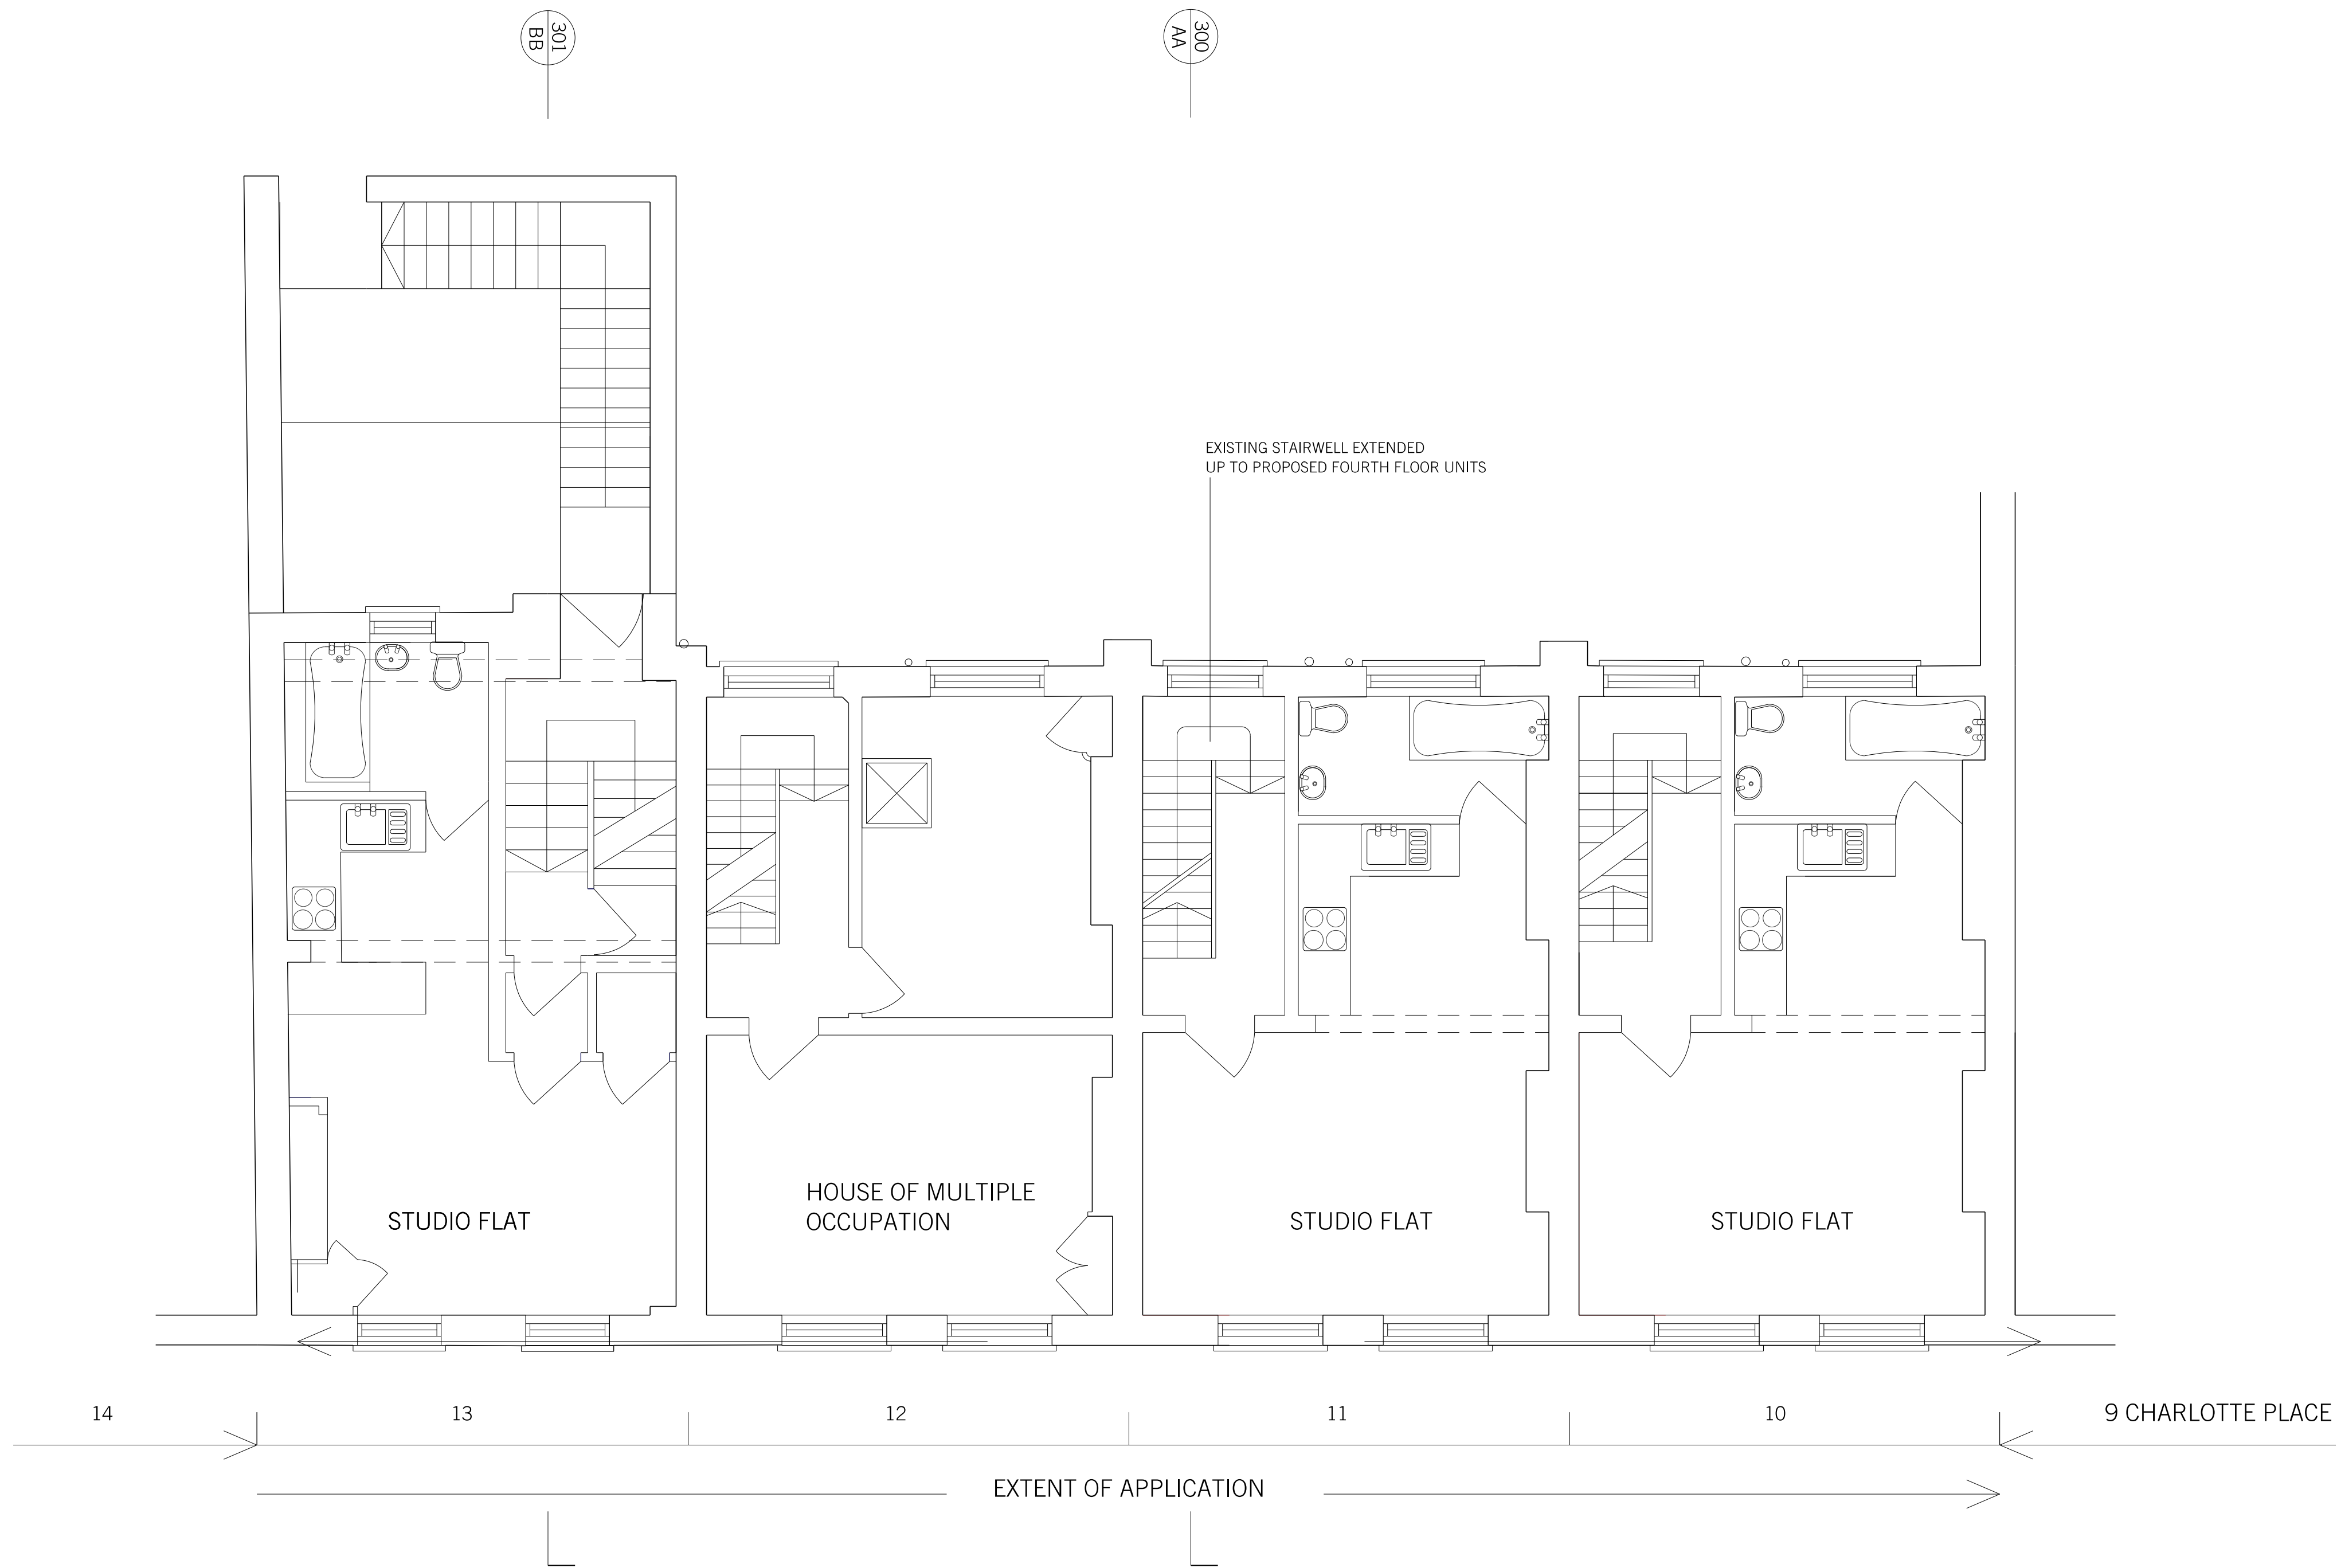 301
BB
300
AA
EXISTING STAIRWELL EXTENDED
UP TO PROPOSED FOURTH FLOOR UNITS
HOUSE OF MULTIPLE
OCCUPATION
STUDIO FLAT
STUDIO FLAT
STUDIO FLAT
14
13
12
11
10
9 CHARLOTTE PLACE
EXTENT OF APPLICATION